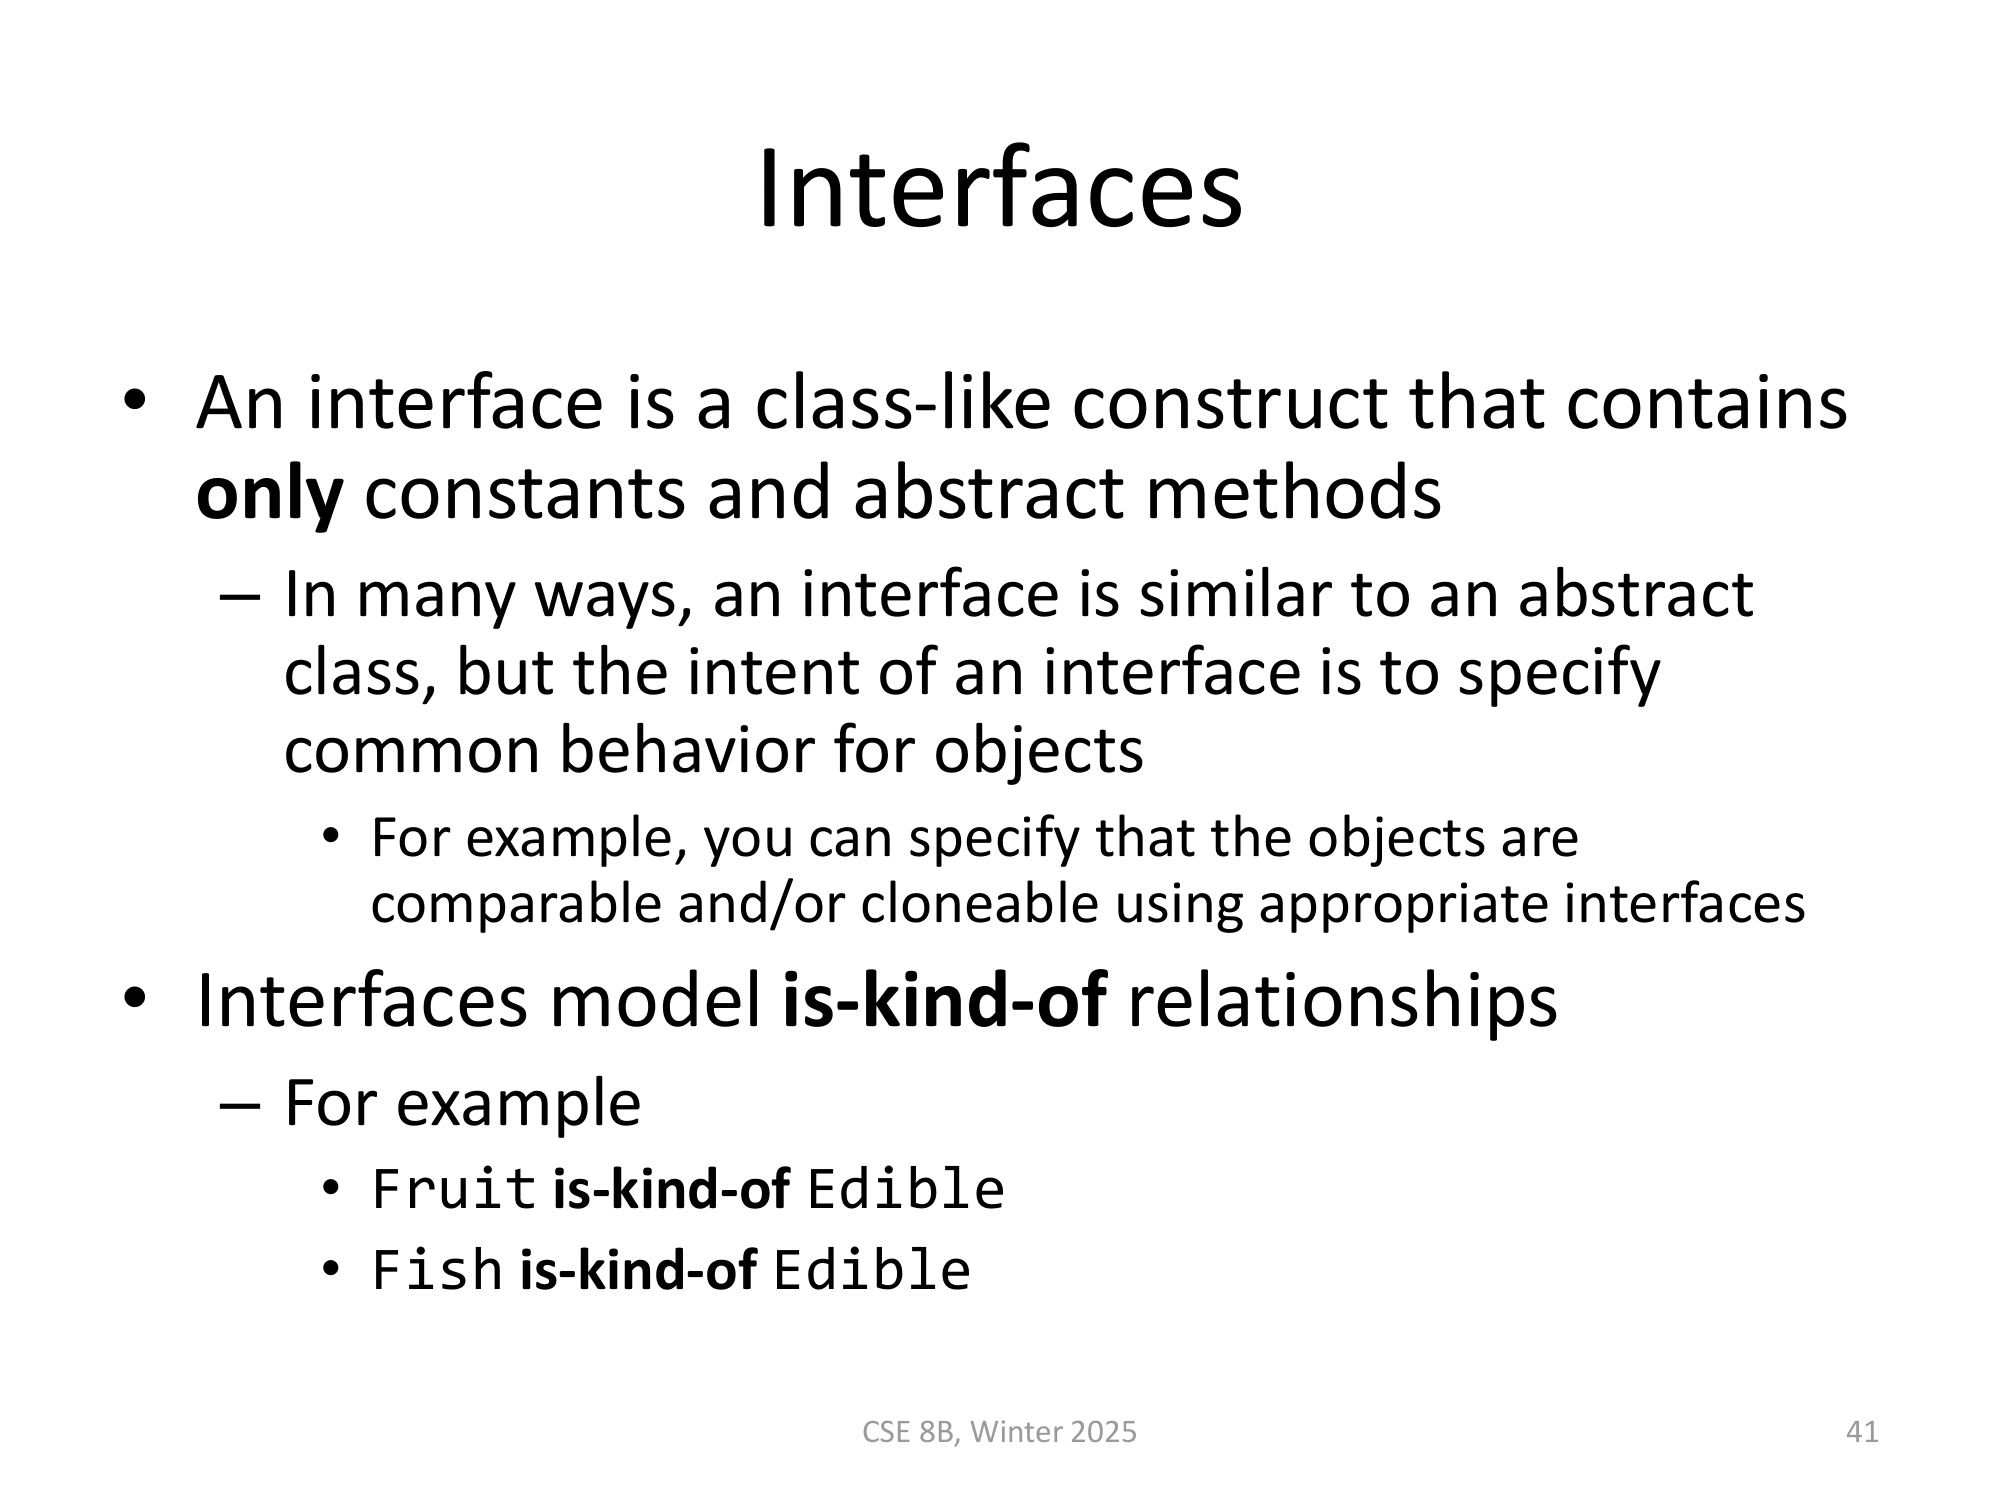 Interfaces
• An interface is a class-like construct that contains
only constants and abstract methods
– In many ways, an interface is similar to an abstract
class, but the intent of an interface is to specify
common behavior for objects
• For example, you can specify that the objects are
comparable and/or cloneable using appropriate interfaces
• Interfaces model is-kind-of relationships
– For example
• Fruit is-kind-of Edible
• Fish is-kind-of Edible
CSE 8B, Winter 2025
41